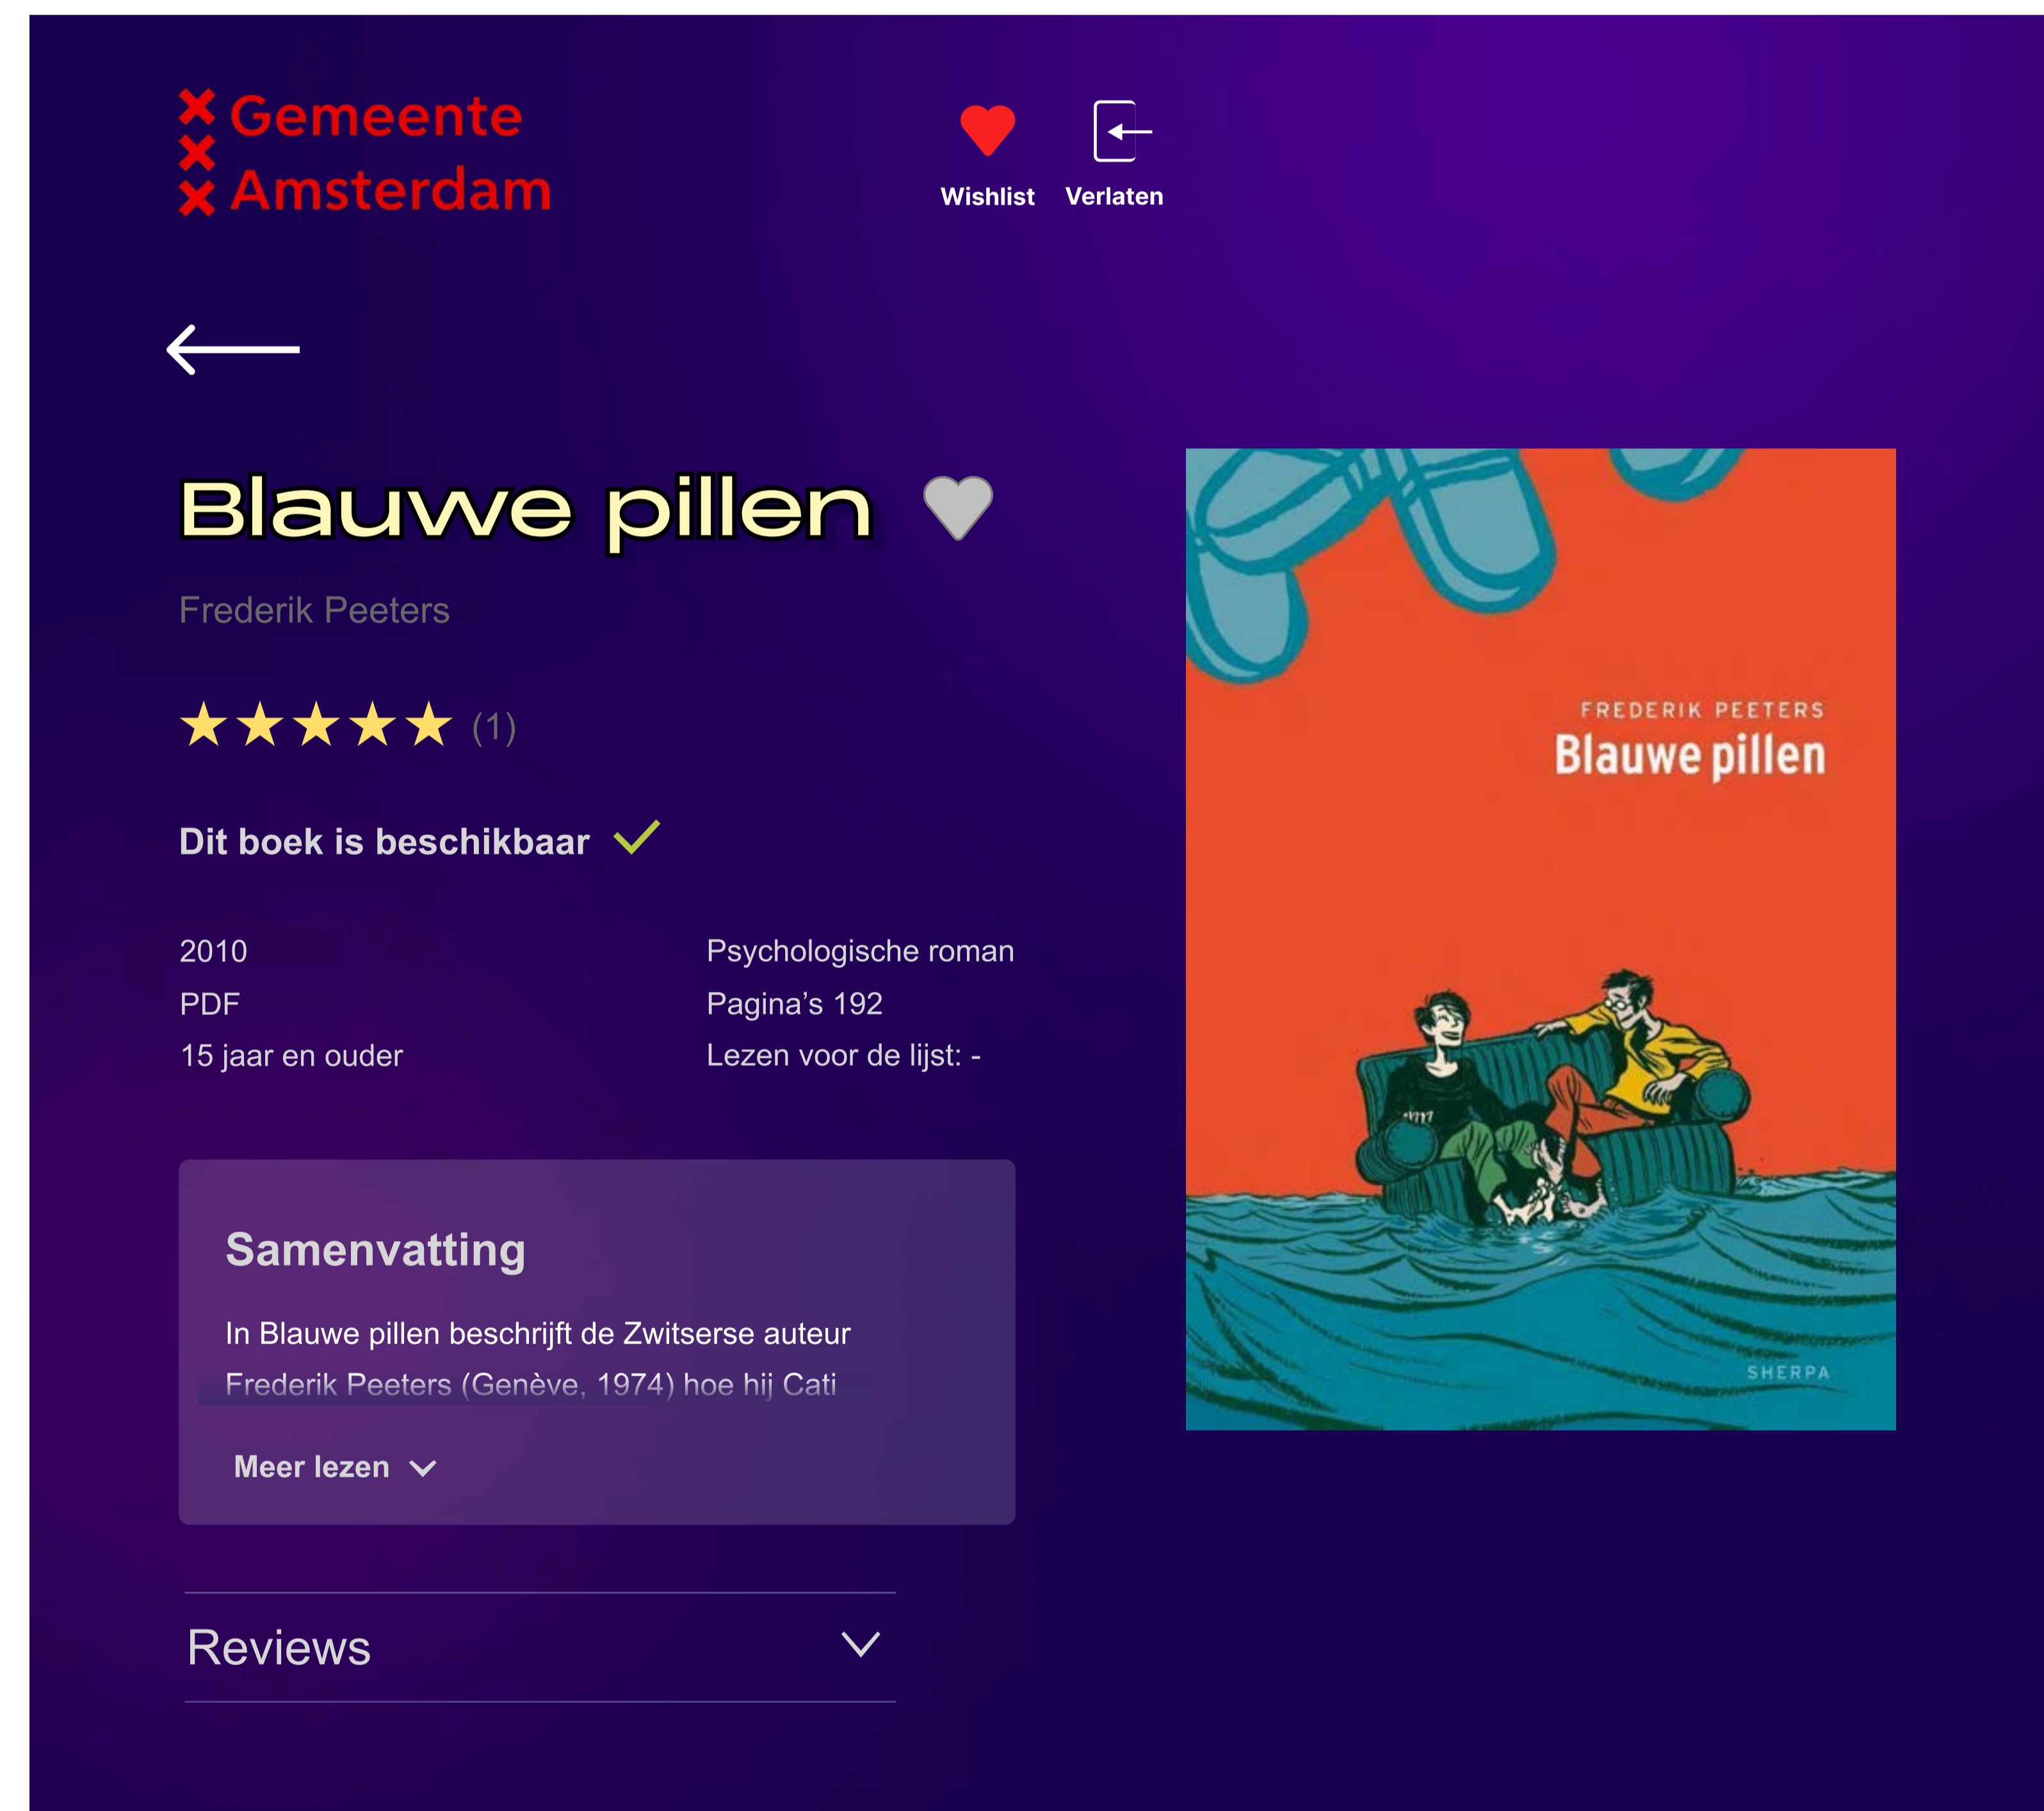 Gemeente
Amsterdam
Wishlist
Verlaten
Blauwe pillen
Frederik Peeters
(1)
Dit boek is beschikbaar
2010
PDF
15 jaar en ouder
Psychologische roman
Pagina’s 192
Lezen voor de lijst: -
Samenvatting
In Blauwe pillen beschrijft de Zwitserse auteur
Frederik Peeters (Genève, 1974) hoe hij Cati
Meer lezen
Reviews
FREDERIK PEETERS
Blauwe pillen
SHERPA